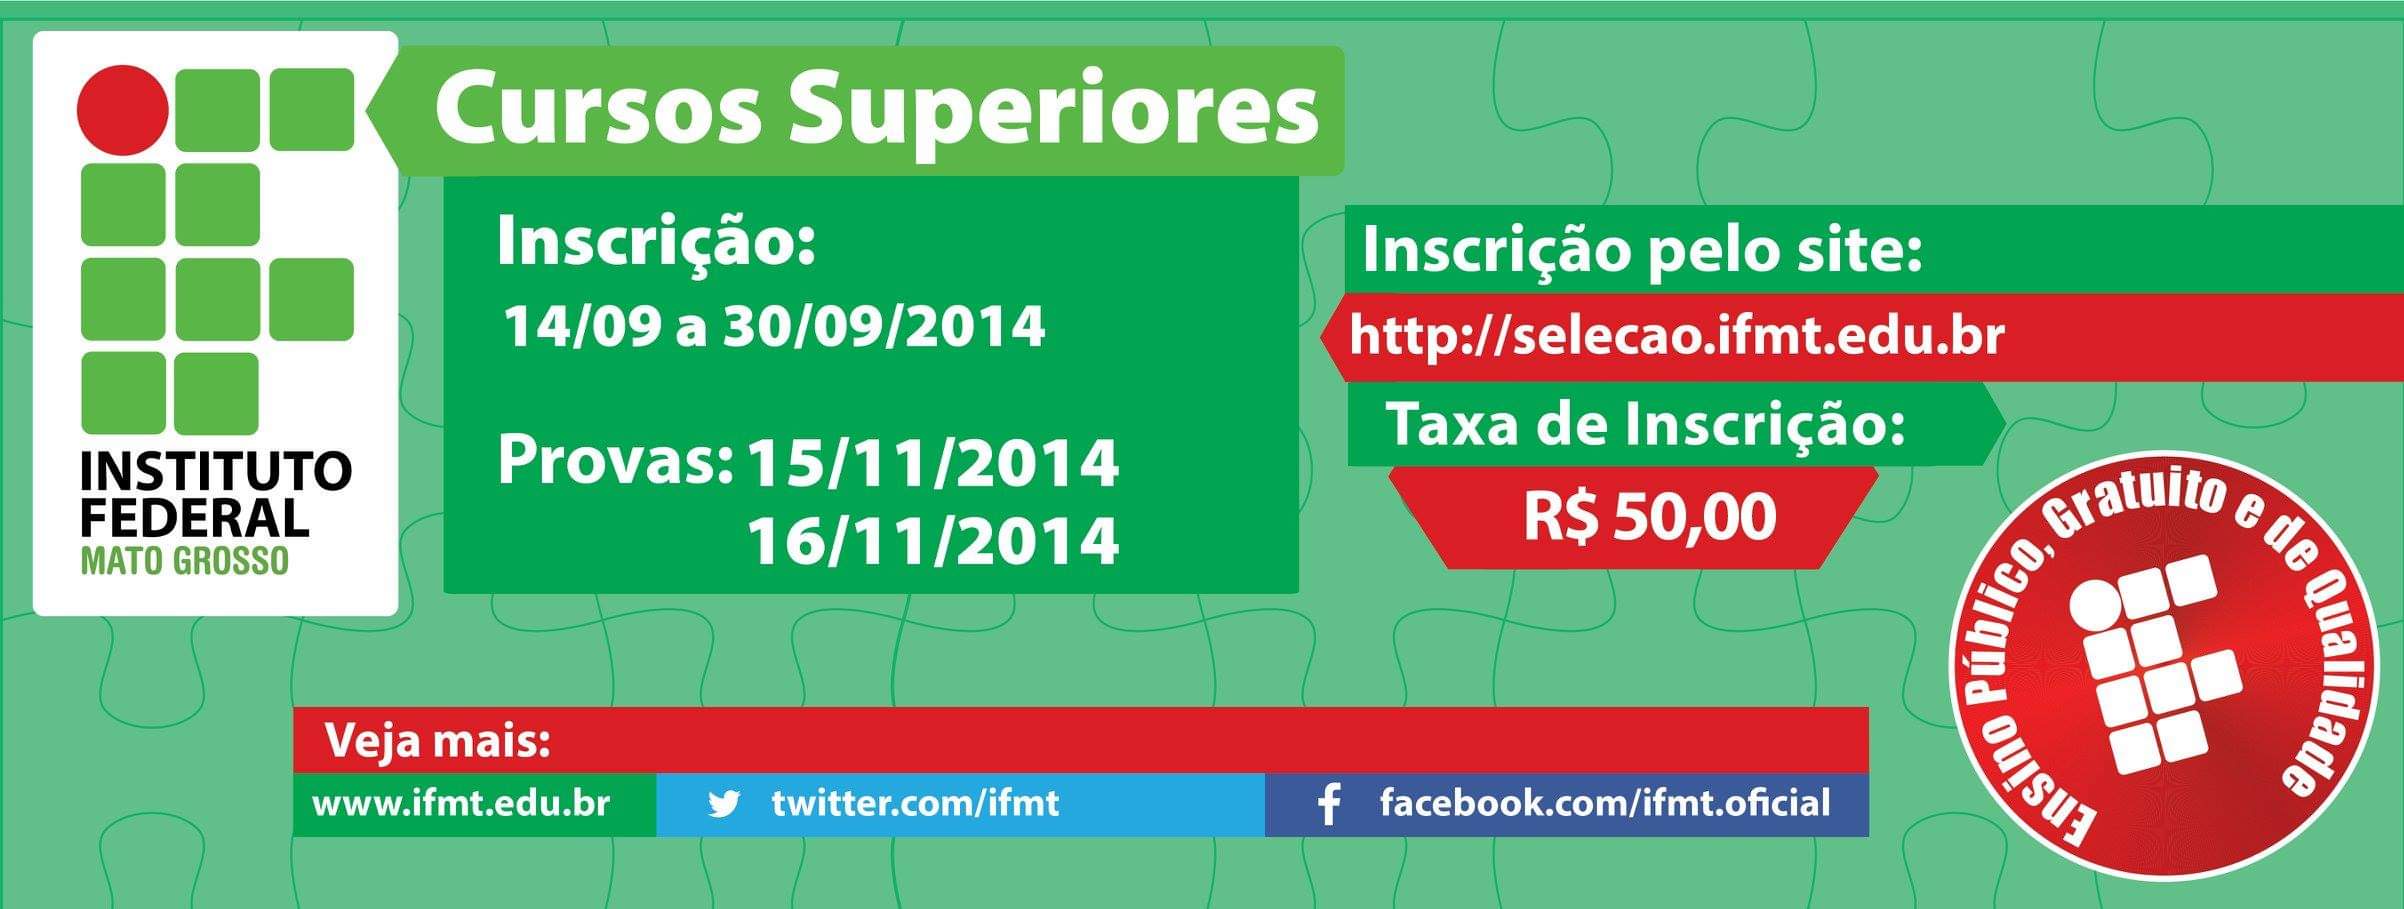 Cursos Superiores
INSTITUTO
FEDERAL
MATO GROSSO
Inscrição:
14/09 a 30/09/2014
Provas: 15/11/2014
16/11/2014
Inscrição pelo site:
http://selecao.ifmt.edu.br
Taxa de Inscrição:
R$ 50,00
Ensino Público, Gratuito e de Qualidade
Veja mais:
www.ifmt.edu.br
twitter.com/ifmt
facebook.com/ifmt.oficial